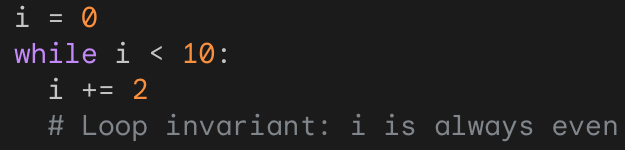 i = 0
while i < 10:
  i += 2
  # Loop invariant: i is always even